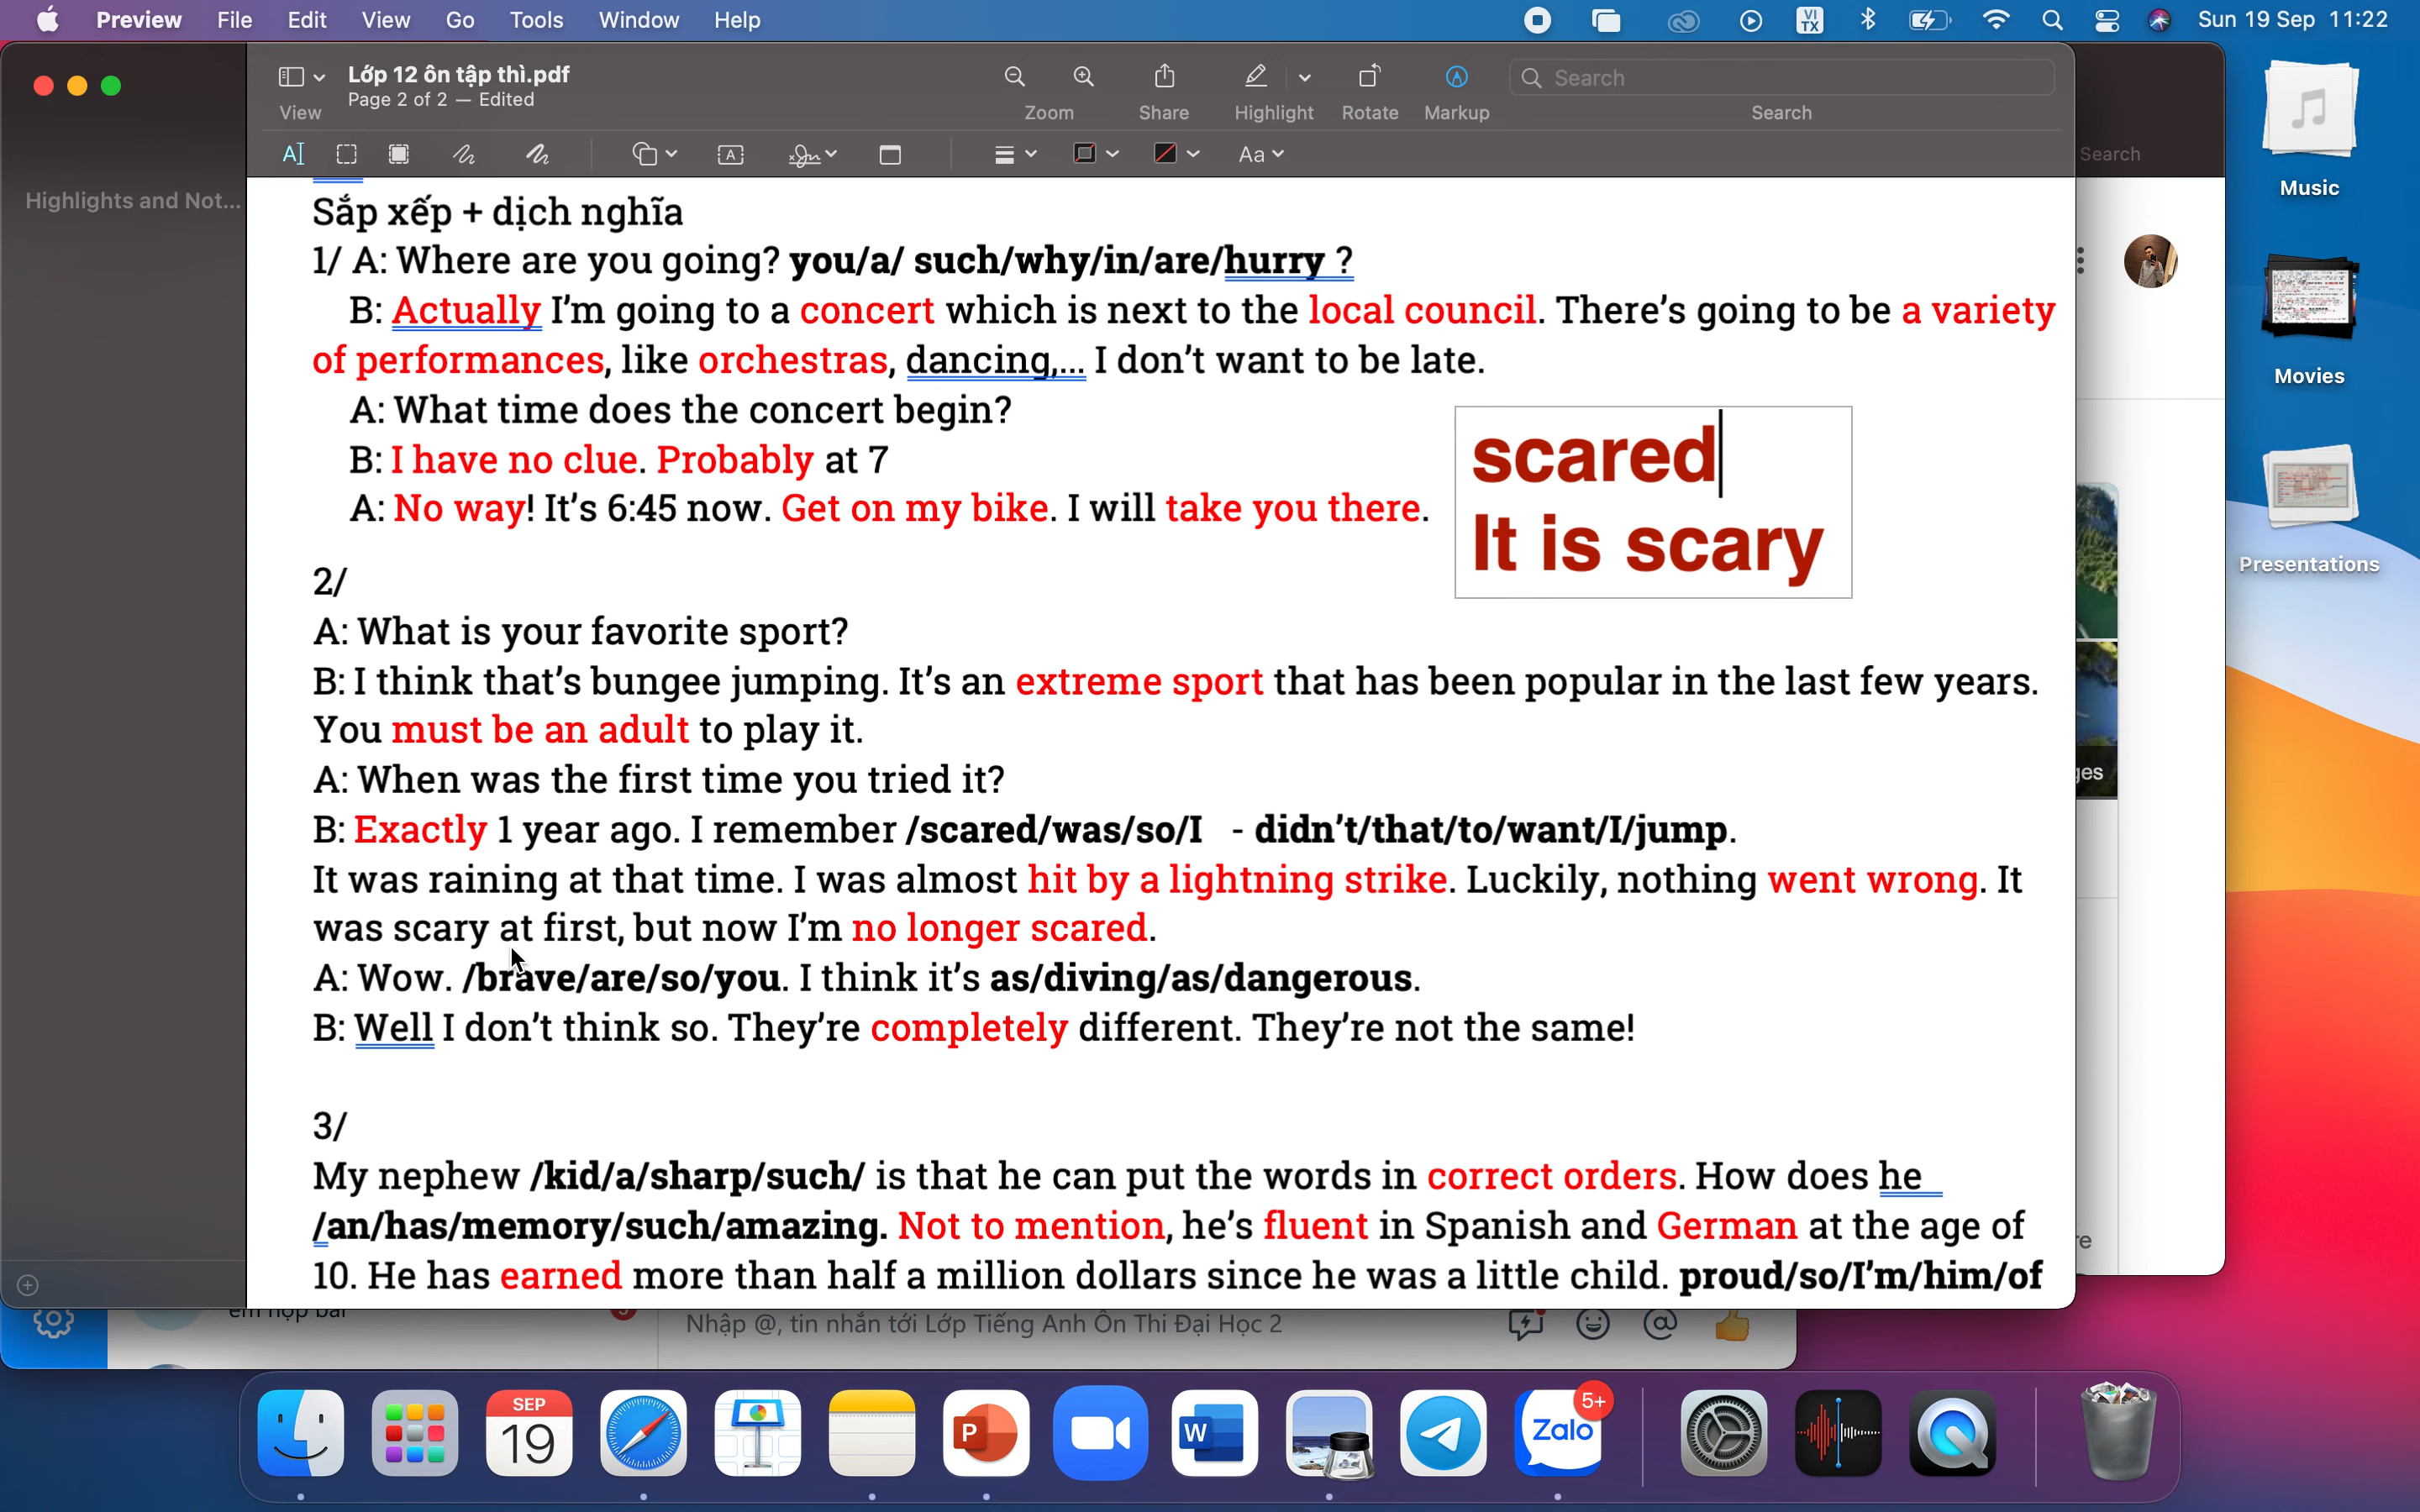 Preview File Edit View Go Tools Window Help VI TX Sun 19 Sep 11:22
Lớp 12 ôn tập thì.pdf
Page 2 of 2 — Edited
Search
View Zoom Share Highlight Rotate Markup Search
Aa
Search
Highlights and Not...
Music
Movies
Presentations
Sắp xếp + dịch nghĩa
1/ A: Where are you going? you/a/ such/why/in/are/hurry ?
B: Actually I’m going to a concert which is next to the local council. There’s going to be a variety
of performances, like orchestras, dancing,... I don’t want to be late.
A: What time does the concert begin?
B: I have no clue. Probably at 7
A: No way! It’s 6:45 now. Get on my bike. I will take you there.
scared
It is scary
2/
A: What is your favorite sport?
B: I think that’s bungee jumping. It’s an extreme sport that has been popular in the last few years.
You must be an adult to play it.
A: When was the first time you tried it?
B: Exactly 1 year ago. I remember /scared/was/so/I - didn’t/that/to/want/I/jump.
It was raining at that time. I was almost hit by a lightning strike. Luckily, nothing went wrong. It
was scary at first, but now I’m no longer scared.
A: Wow. /brave/are/so/you. I think it’s as/diving/as/dangerous.
B: Well I don’t think so. They’re completely different. They’re not the same!
3/
My nephew /kid/a/sharp/such/ is that he can put the words in correct orders. How does he
/an/has/memory/such/amazing. Not to mention, he’s fluent in Spanish and German at the age of
10. He has earned more than half a million dollars since he was a little child. proud/so/I’m/him/of
Nhập @, tin nhắn tới Lớp Tiếng Anh Ôn Thi Đại Học 2
SEP
19
P
W
Zalo
5+